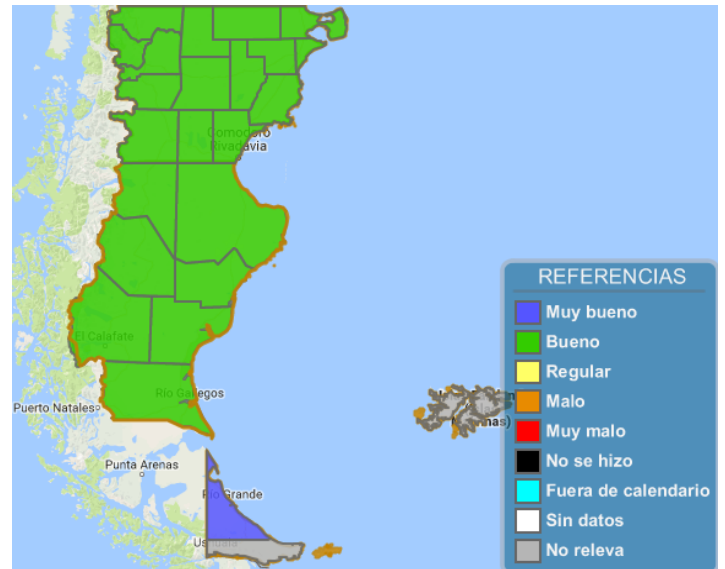 Comodoro
Rivadavia
El Calafate
Río Gallegos
Puerto Natales
Punta Arenas
Río Grande
REFERENCIAS
Muy bueno
Bueno
Regular
Malo
Muy malo
No se hizo
Fuera de calendario
Sin datos
No releva